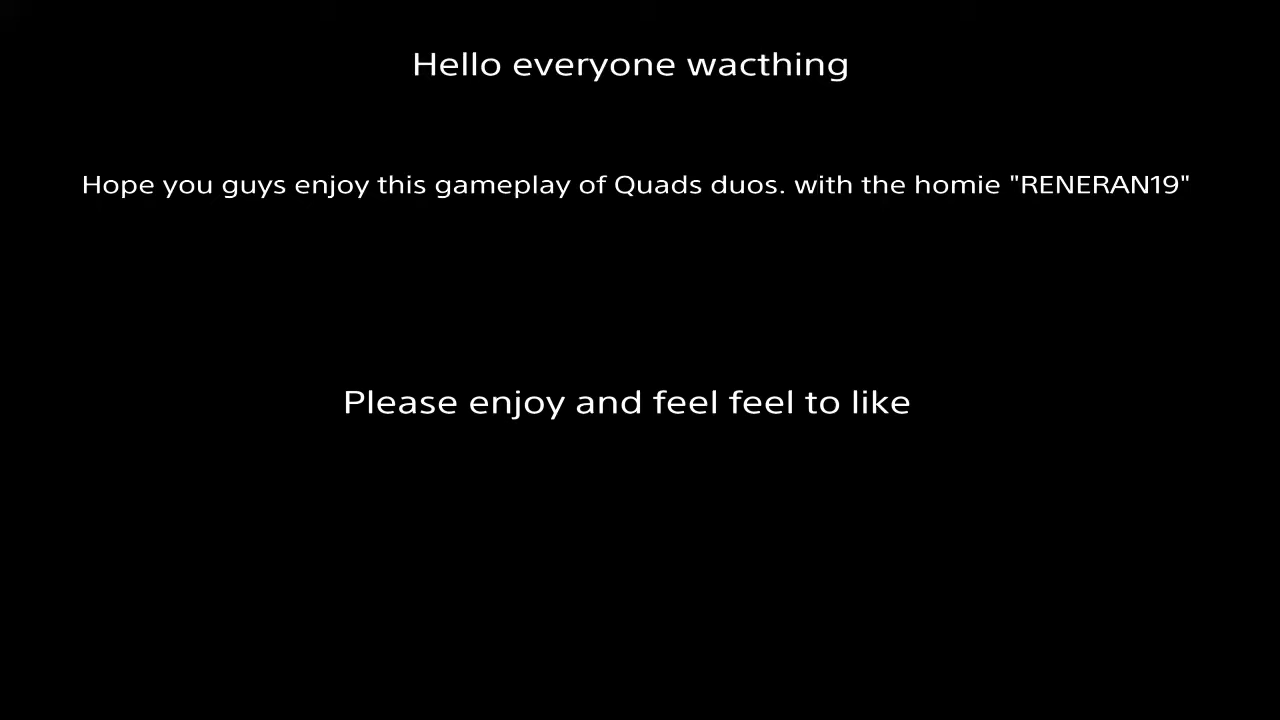 Hello everyone wacthing
Hope you guys enjoy this gameplay of Quads duos. with the homie "RENERAN19"
Please enjoy and feel feel to like